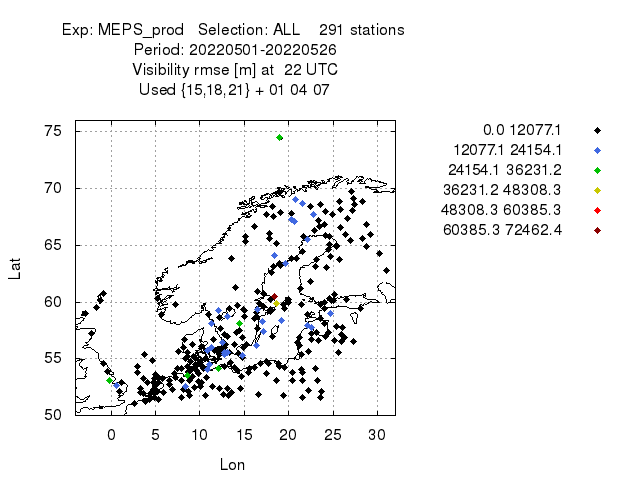 Exp: MEPS_prod   Selection: ALL    291 stations
Period: 20220501-20220526
Visibility rmse [m] at  22 UTC
Used {15,18,21} + 01 04 07
0.0 12077.1
12077.1 24154.1
24154.1 36231.2
36231.2 48308.3
48308.3 60385.3
60385.3 72462.4
75
70
65
60
55
50
Lat
0 5 10 15 20 25 30
Lon